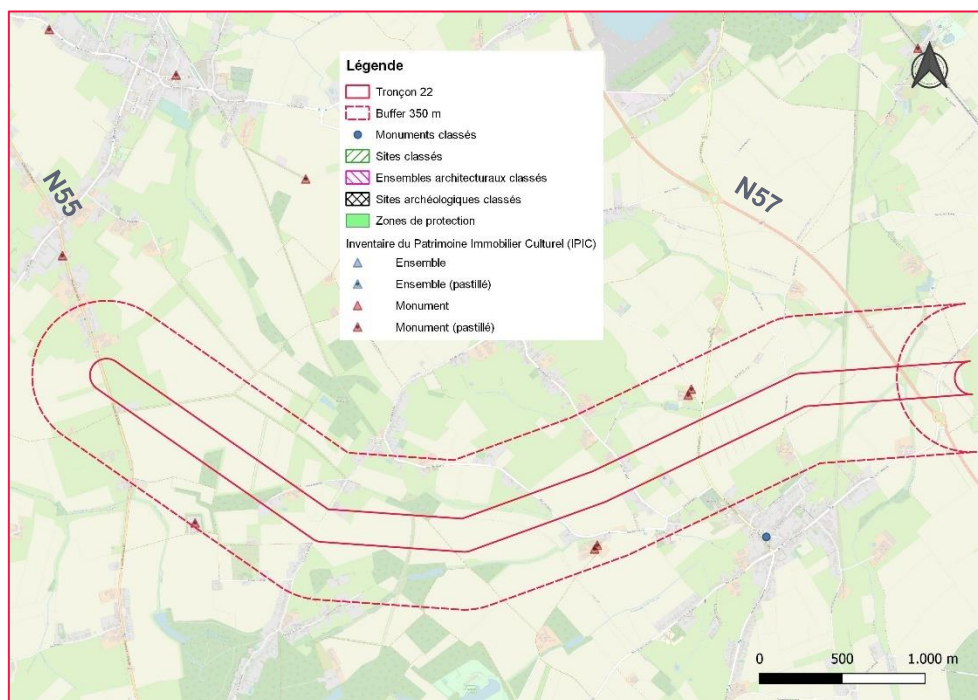 Légende
Tronçon 22
Buffer 350 m
Monuments classés
Sites classés
Ensembles architecturaux classés
Sites archéologiques classés
Zones de protection
Inventaire du Patrimoine Immobilier Culturel (IPIC)
Ensemble
Ensemble (pastillé)
Monument
Monument (pastillé)
N55
N57
0 500 1.000 m